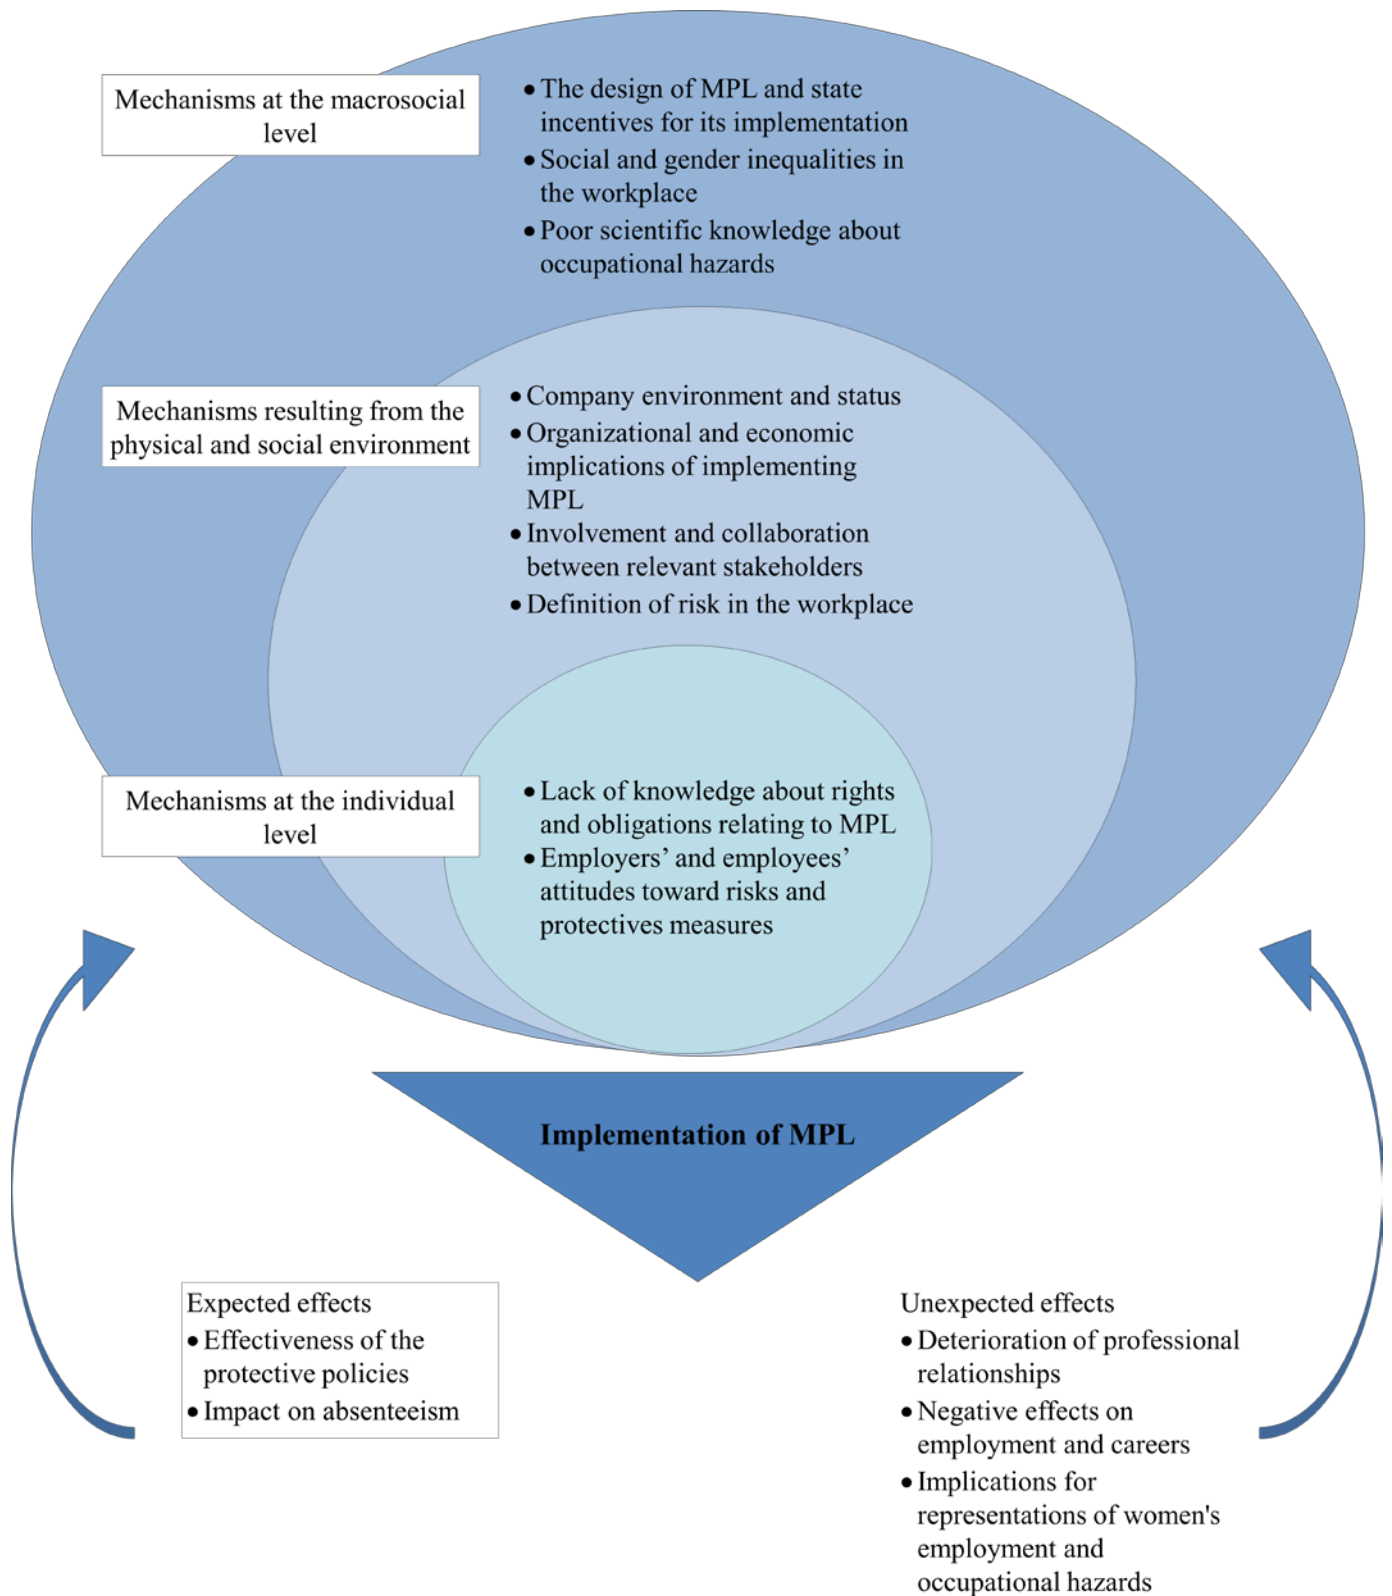 Mechanisms at the macrosocial
level
• The design of MPL and state
incentives for its implementation
• Social and gender inequalities in
the workplace
• Poor scientific knowledge about
occupational hazards
Mechanisms resulting from the
physical and social environment
• Company environment and status
• Organizational and economic
implications of implementing
MPL
• Involvement and collaboration
between relevant stakeholders
• Definition of risk in the workplace
Mechanisms at the individual
level
• Lack of knowledge about rights
and obligations relating to MPL
• Employers’ and employees’
attitudes toward risks and
protectives measures
Implementation of MPL
Expected effects
• Effectiveness of the
protective policies
• Impact on absenteeism
Unexpected effects
• Deterioration of professional
relationships
• Negative effects on
employment and careers
• Implications for
representations of women's
employment and
occupational hazards